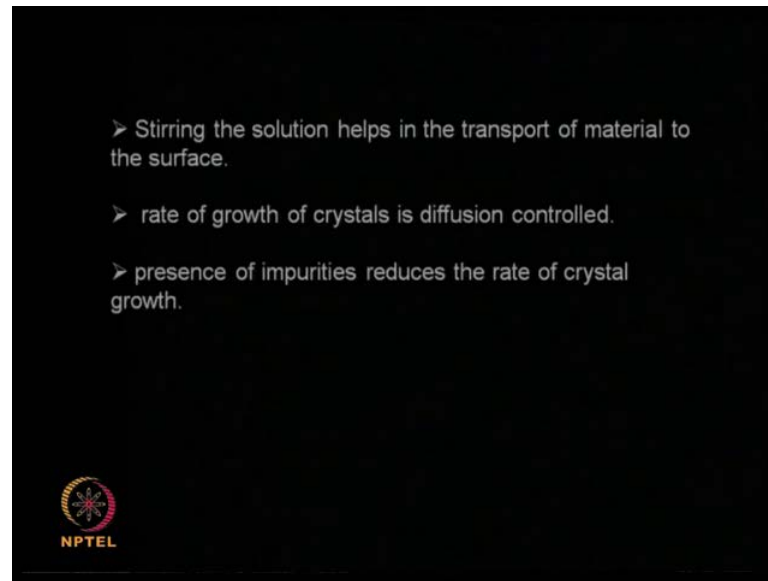 ➢ Stirring the solution helps in the transport of material to
the surface.
➢ rate of growth of crystals is diffusion controlled.
➢ presence of impurities reduces the rate of crystal
growth.
NPTEL